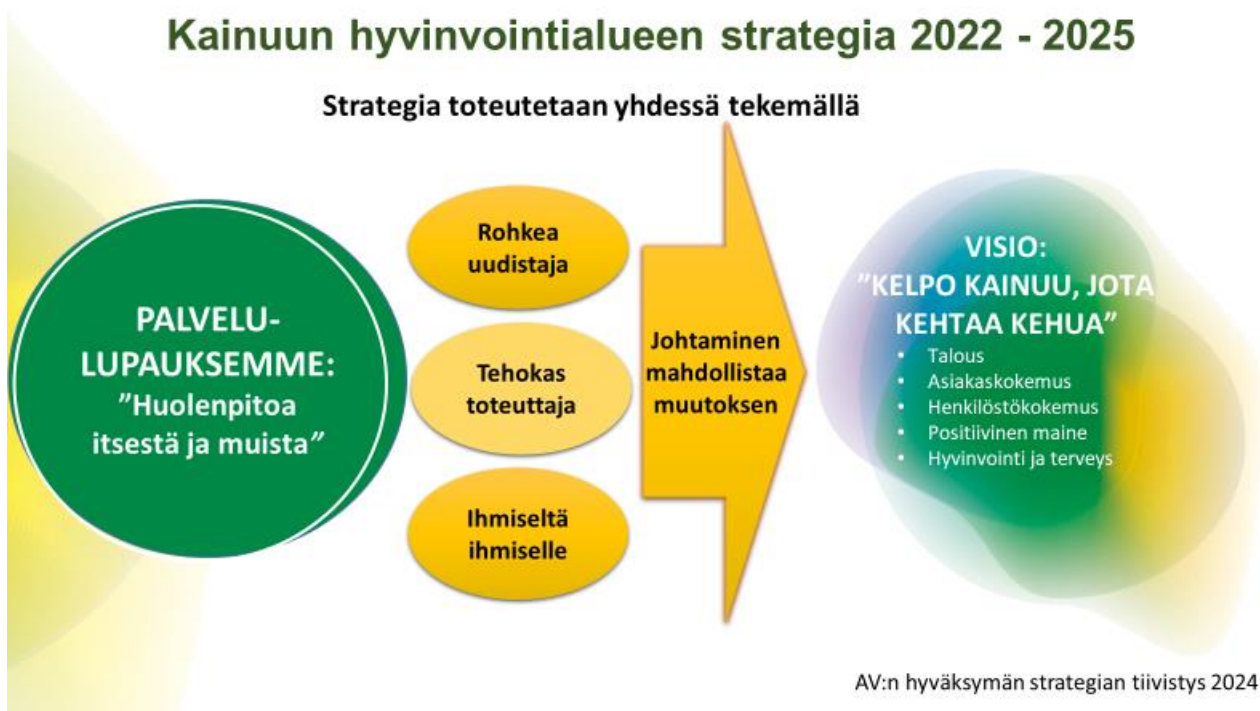 Kainuun hyvinvointialueen strategia 2022 - 2025
Strategia toteutetaan yhdessä tekemällä
PALVELU-
LUPAUKSEMME:
”Huolenpitoa
itsestä ja muista”
Rohkea
uudistaja
Tehokas
toteuttaja
Ihmiseltä
ihmiselle
Johtaminen
mahdollistaa
muutoksen
VISIO:
”KELPO KAINUU, JOTA
KEHTAA KEHUA”
• Talous
• Asiakaskokemus
• Henkilöstökokemus
• Positiivinen maine
• Hyvinvointi ja terveys
AV:n hyväksymän strategian tiivistys 2024